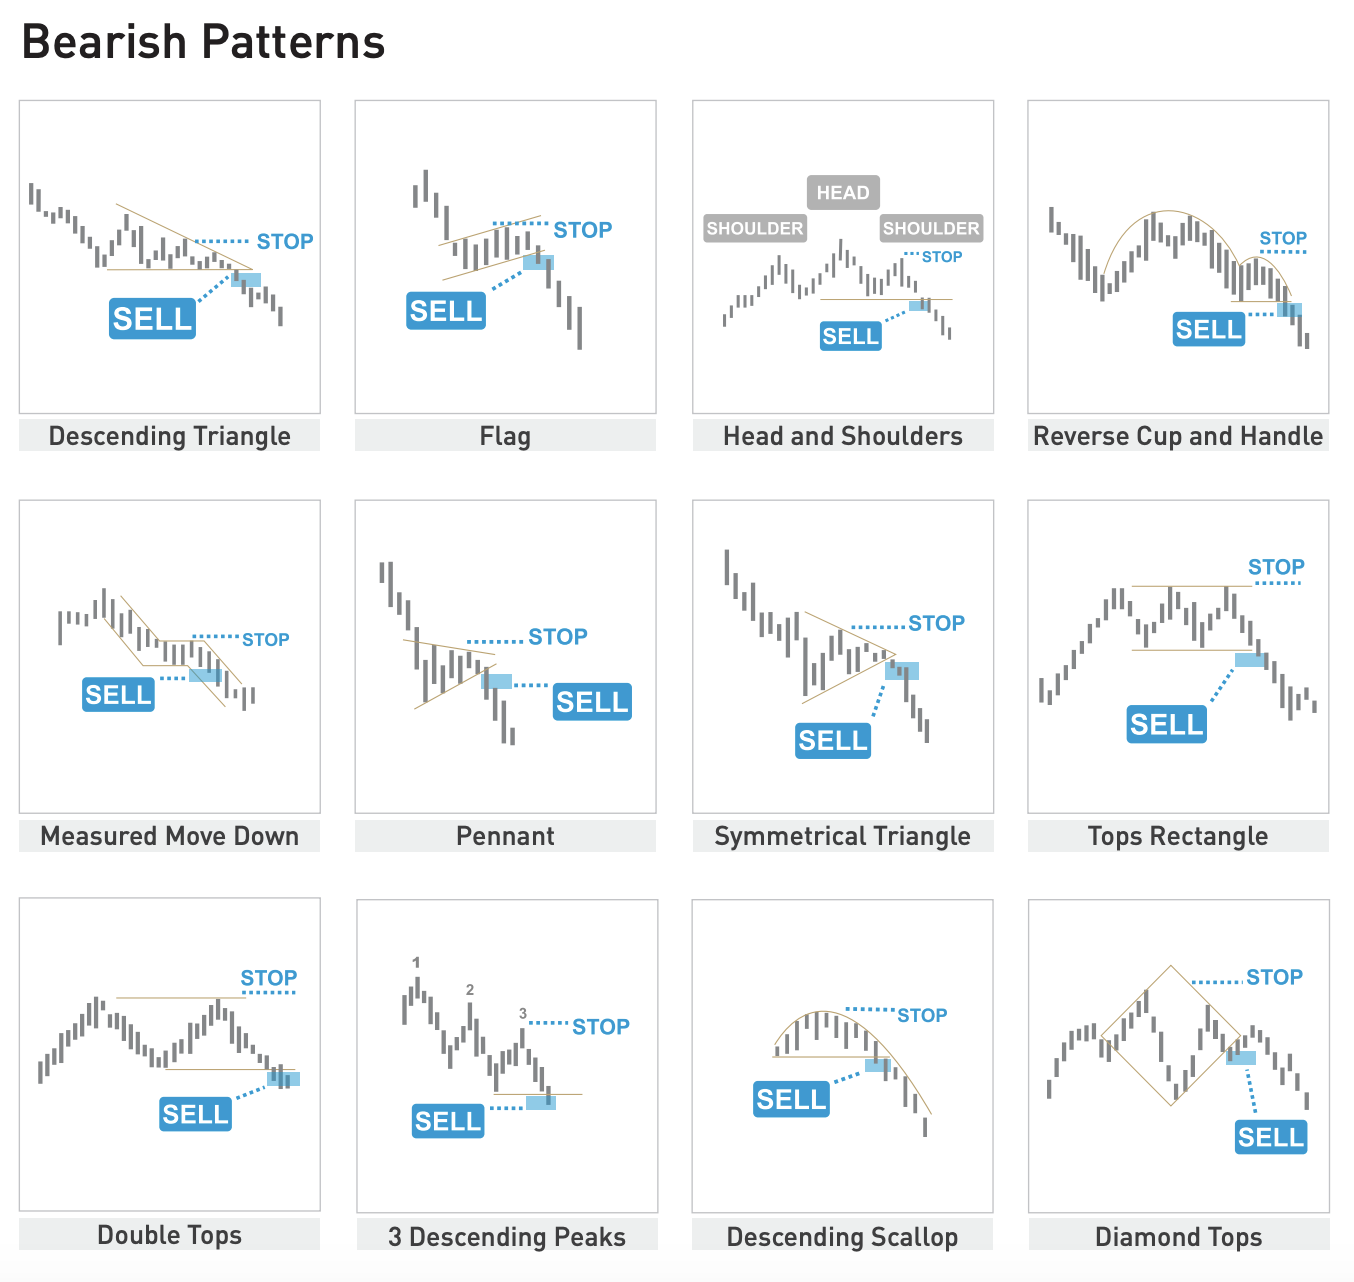 Bearish Patterns
STOP
SELL
Descending Triangle
STOP
SELL
Flag
HEAD
SHOULDER
SHOULDER
STOP
SELL
Head and Shoulders
STOP
SELL
Reverse Cup and Handle
STOP
SELL
Measured Move Down
STOP
SELL
Pennant
STOP
SELL
Symmetrical Triangle
STOP
SELL
Tops Rectangle
STOP
SELL
Double Tops
1
2
3
STOP
SELL
3 Descending Peaks
STOP
SELL
Descending Scallop
STOP
SELL
Diamond Tops